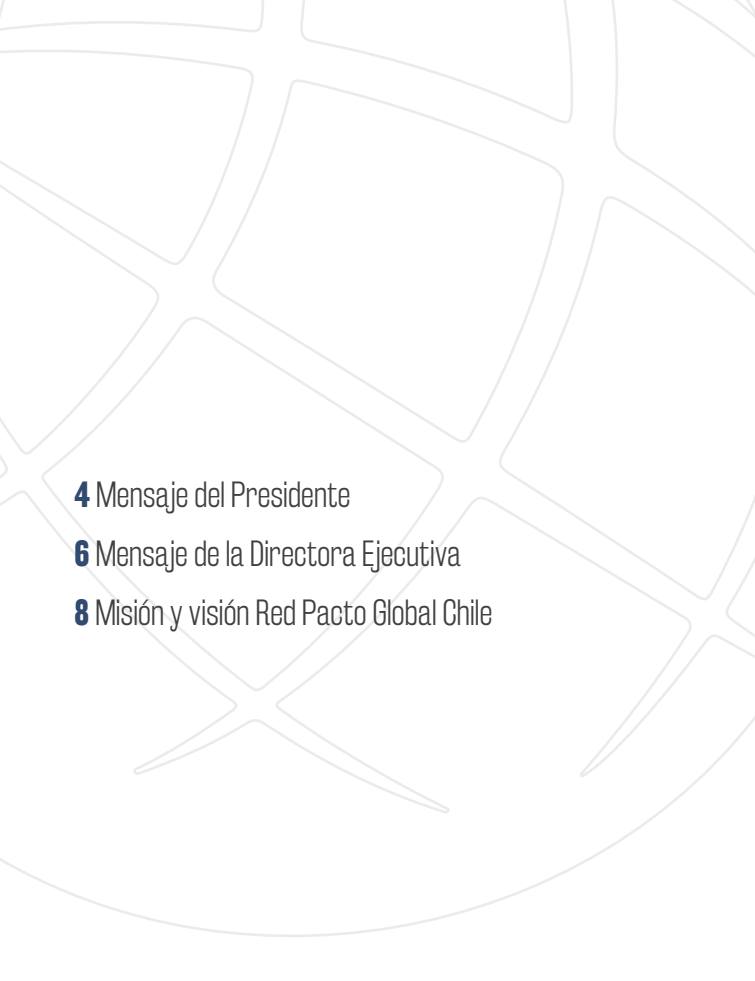 4 Mensaje del Presidente
6 Mensaje de la Directora Ejecutiva
8 Misión y visión Red Pacto Global Chile